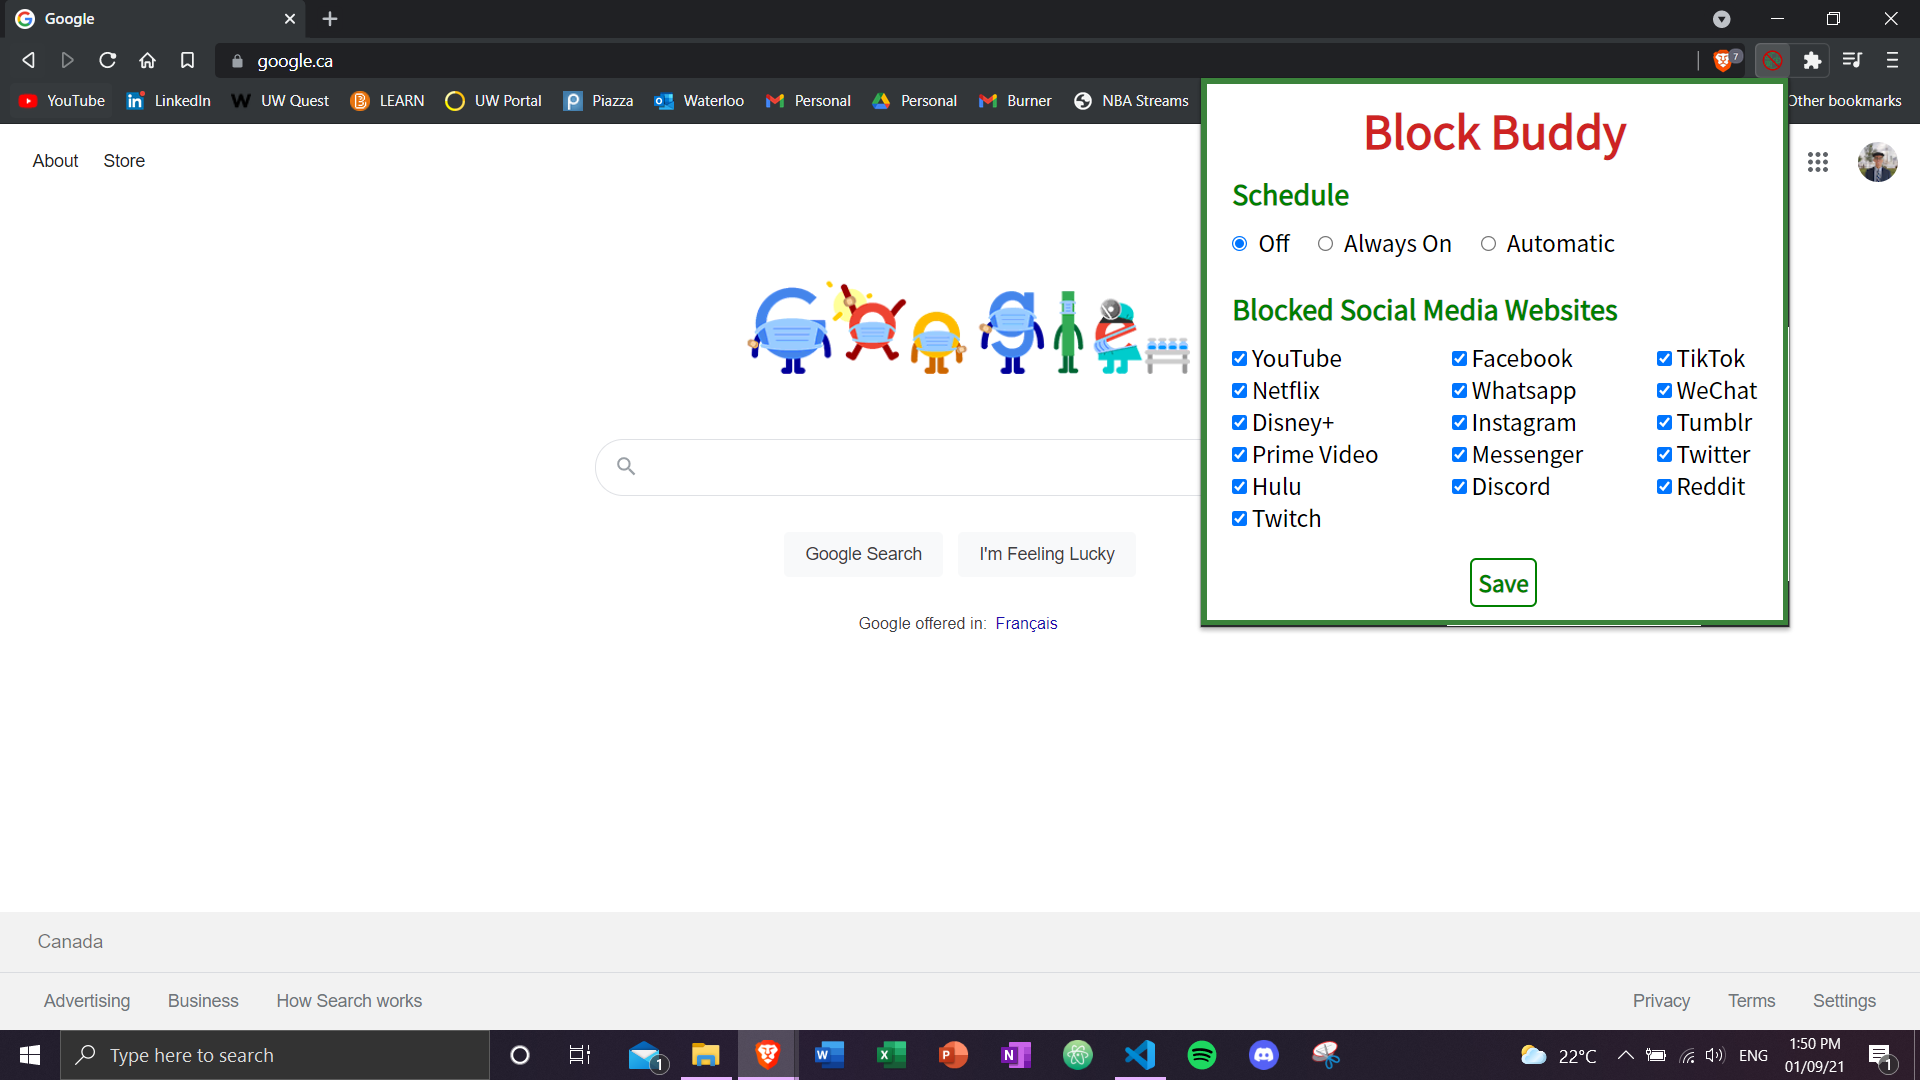 Google
google.ca
7
YouTube LinkedIn UW Quest LEARN UW Portal Piazza Waterloo Personal Personal Burner NBA Streams Other bookmarks
About Store
Google
Google Search I'm Feeling Lucky
Google offered in: Français
Block Buddy
Schedule
Off Always On Automatic
Blocked Social Media Websites
YouTube Facebook TikTok
Netflix Whatsapp WeChat
Disney+ Instagram Tumblr
Prime Video Messenger Twitter
Hulu Discord Reddit
Twitch
Save
Canada
Advertising Business How Search works Privacy Terms Settings
Type here to search
1
22°C ENG
1:50 PM
01/09/21
1